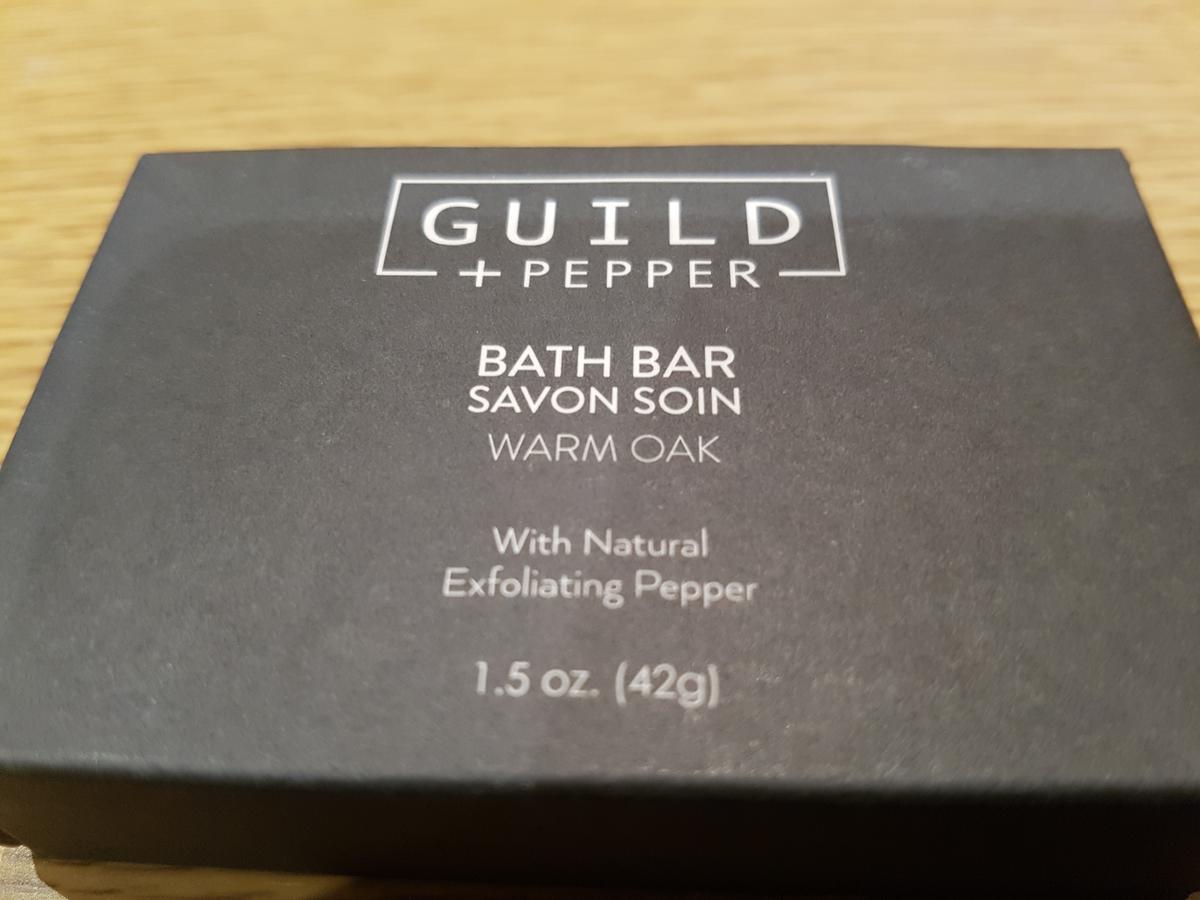 GUILD
+ PEPPER
BATH BAR
SAVON SOIN
WARM OAK
With Natural
Exfoliating Pepper
1.5 oz. (42g)